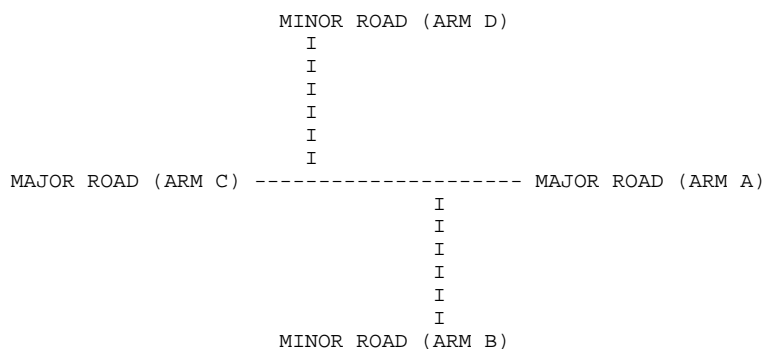 MINOR ROAD (ARM D)
I
I
I
I
I
I
MAJOR ROAD (ARM C) --------------------- MAJOR ROAD (ARM A)
I
I
I
I
I
I
MINOR ROAD (ARM B)